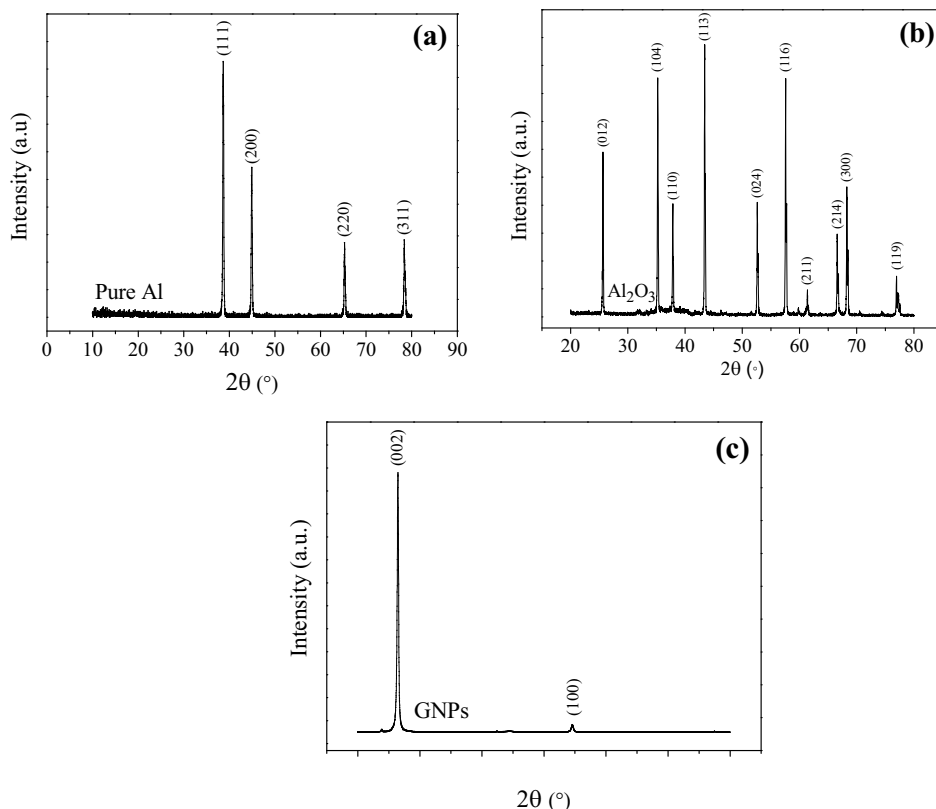 (a)
(111)
(200)
(220)
(311)
Pure Al
Intensity (a.u)
0 10 20 30 40 50 60 70 80 90
2θ (°)
(b)
(012)
(104)
(110)
(113)
(024)
(116)
(211)
(214)
(300)
(119)
Al₂O₃
Intensity (a.u.)
20 30 40 50 60 70 80
2θ (◦)
(c)
(002)
(100)
GNPs
Intensity (a.u.)
2θ (°)